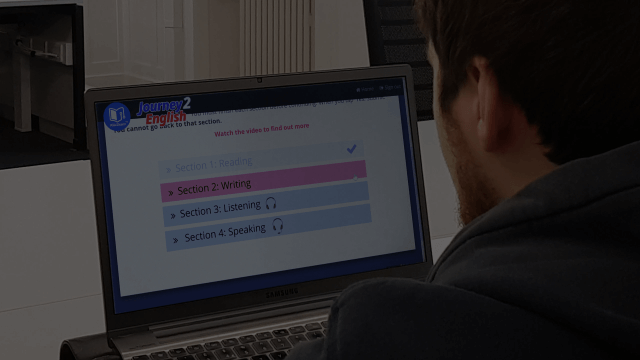 Journey2
English
cannot go back to that section.
Watch the video to find out more
» Section 1: Reading
» Section 2: Writing
» Section 3: Listening
» Section 4: Speaking
SAMSUNG